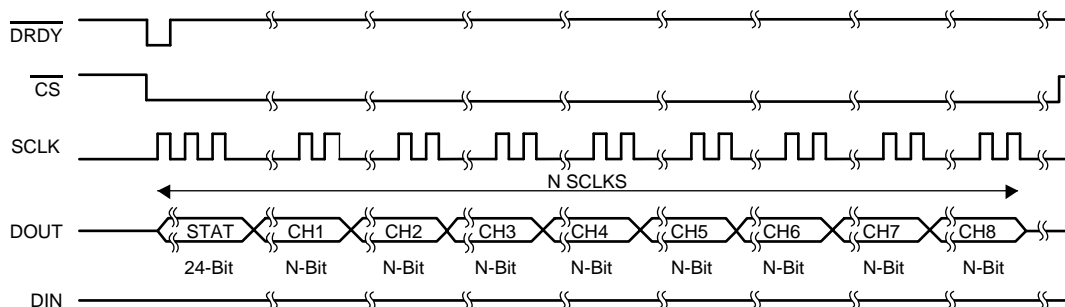 DRDY
CS
SCLK
N SCLKS
DOUT STAT CH1 CH2 CH3 CH4 CH5 CH6 CH7 CH8
24-Bit N-Bit N-Bit N-Bit N-Bit N-Bit N-Bit N-Bit N-Bit
DIN